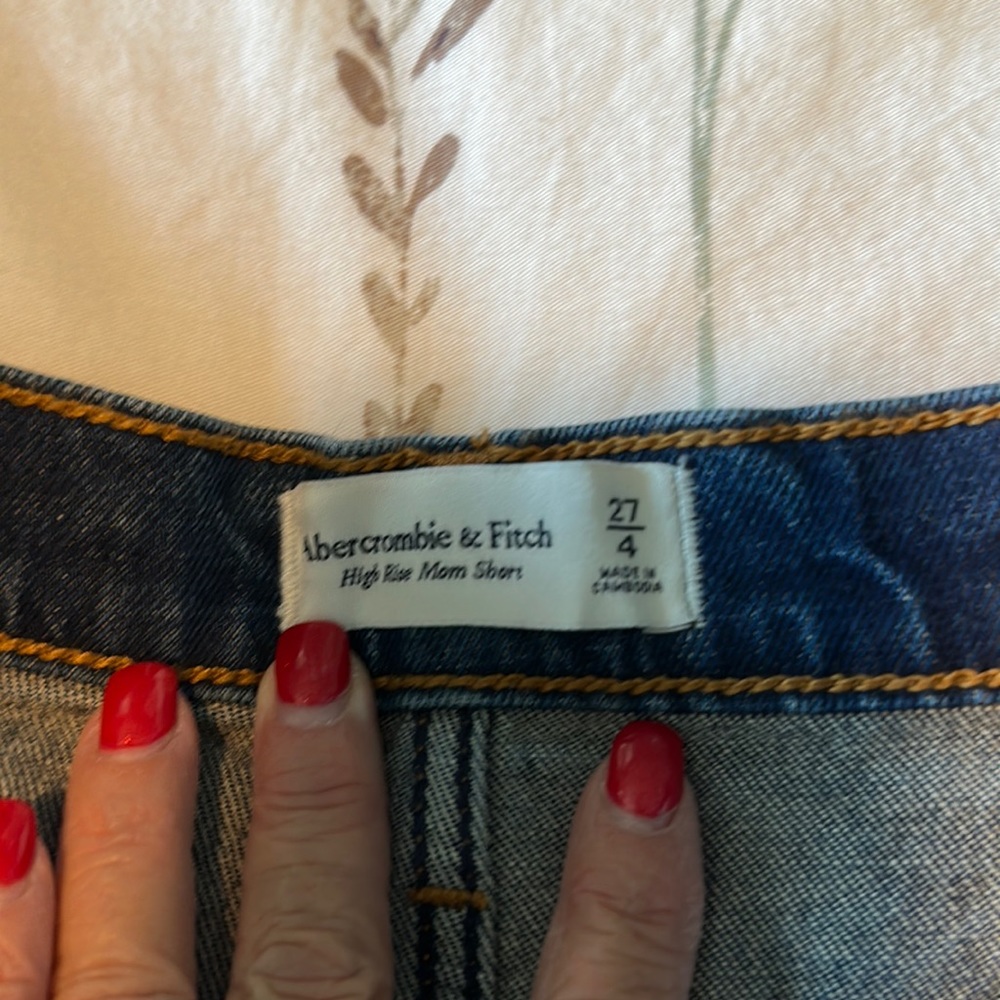 Abercrombie & Fitch
High Rise Mom Short
27
4
MADE IN
CAMBODIA